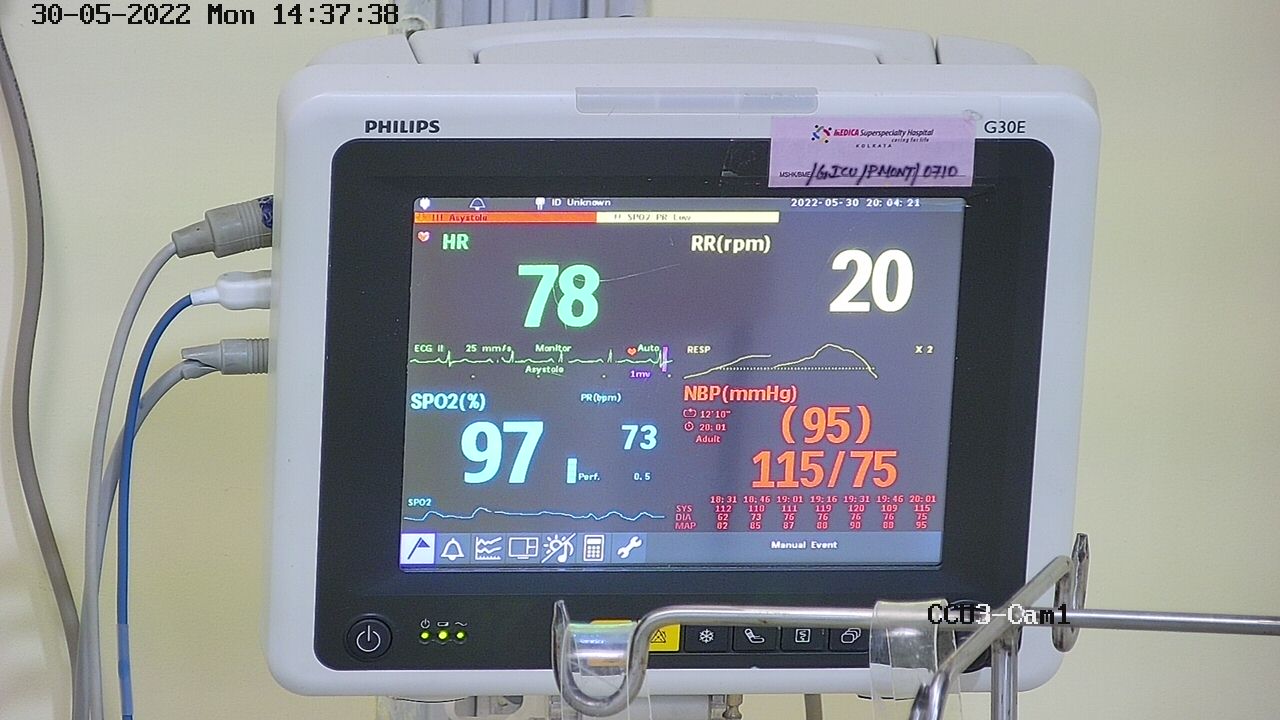 30-05-2022 Mon 14:37:38
PHILIPS
G30E
MEDICA Superspecialty Hospital
caring for life
KOLKATA
MSHK/BME/GICU/PMONT/0710
ID Unknown
2022-05-30 20:04:21
!!! Asystole
!! SPO2 PR Low
HR
78
RR(rpm)
20
ECG II 25 mm/s Monitor Auto
Asystole
1mv
RESP
X 2
SPO2(%)
PR(bpm)
97
73
Perf. 0.5
NBP(mmHg)
12'10"
20:01
Adult
(95)
115/75
SPO2
18:31 18:46 19:01 19:16 19:31 19:46 20:01
SYS 112 110 111 119 120 109 115
DIA 62 73 76 76 76 76 75
MAP 82 85 87 88 90 88 95
Manual Event
CCU3-Cam1